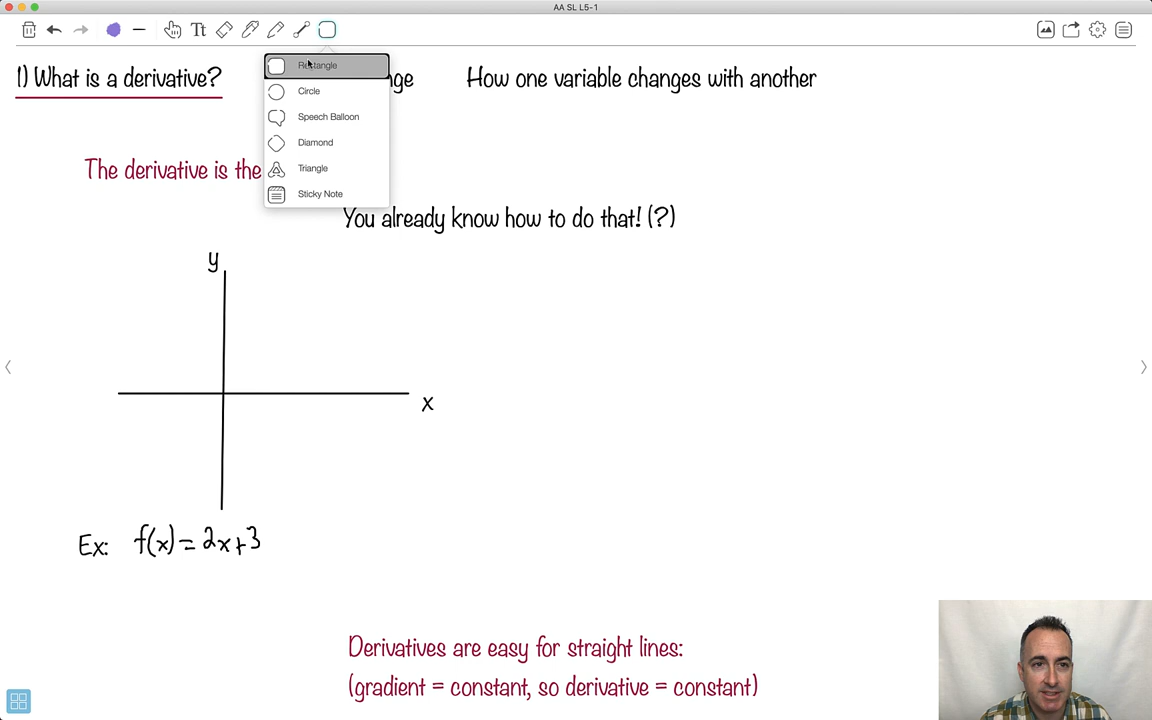 AA SL L5-1
Tt
1) What is a derivative?
How one variable changes with another
Rectangle
Circle
Speech Balloon
Diamond
Triangle
Sticky Note
The derivative is the
You already know how to do that! (?)
y
x
Ex: f(x) = 2x+3
Derivatives are easy for straight lines:
(gradient = constant, so derivative = constant)